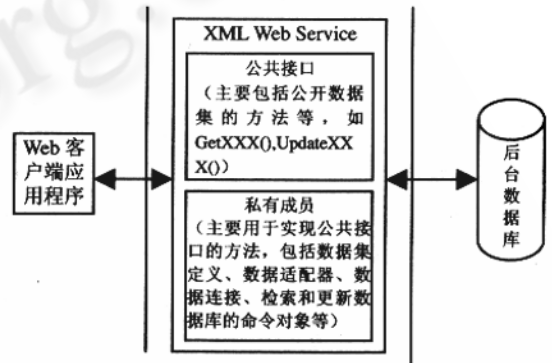 XML Web Service
公共接口
（主要包括公开数据
集的方法等，如
GetXXX(),UpdateXX
X()）
Web 客
户端应
用程序
私有成员
（主要用于实现公共接
口的方法，包括数据集
定义、数据适配器、数
据连接、检索和更新数
据库的命令对象等）
后
台
数
据
库